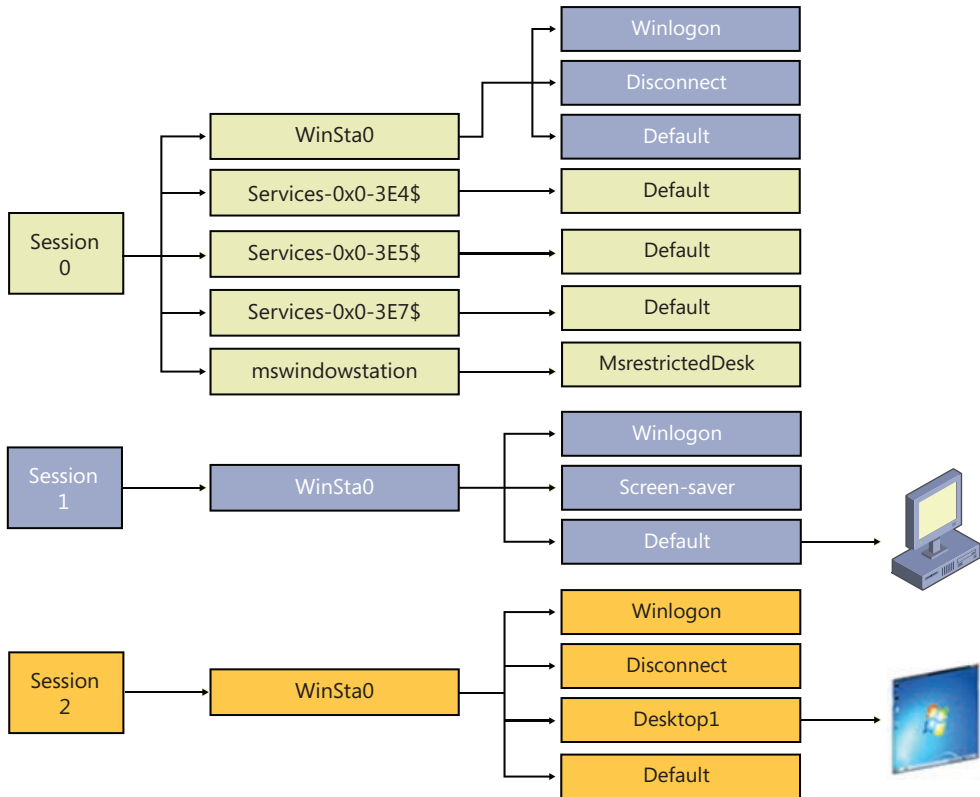 Winlogon
Disconnect
WinSta0
Default
Services-0x0-3E4$
Default
Session
0
Services-0x0-3E5$
Default
Services-0x0-3E7$
Default
mswindowstation
MsrestrictedDesk
Winlogon
Session
1
WinSta0
Screen-saver
Default
Winlogon
Session
2
WinSta0
Disconnect
Desktop1
Default